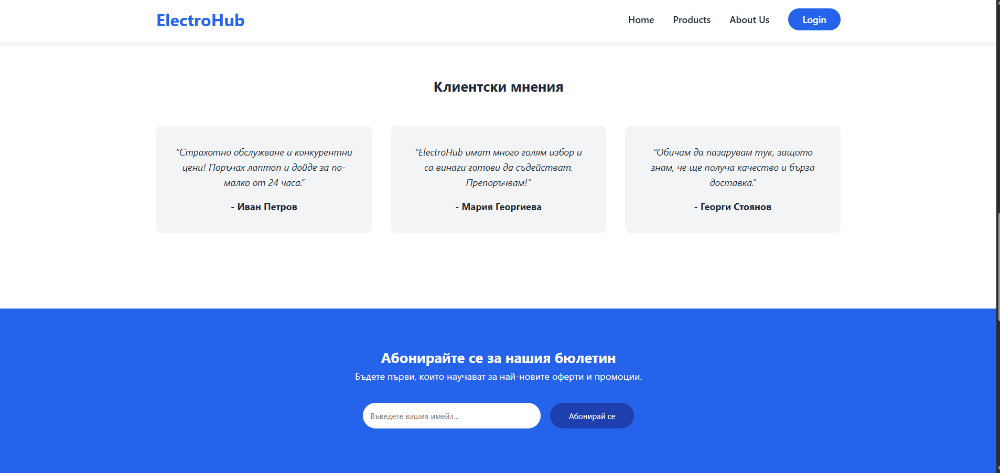 ElectroHub
Home
Products
About Us
Login
Клиентски мнения
“Страхотно обслужване и конкурентни
цени! Поръчах лаптоп и дойде за по-
малко от 24 часа.”
- Иван Петров
“ElectroHub имат много голям избор и
са винаги готови да съдействат.
Препоръчвам!”
- Мария Георгиева
“Обичам да пазарувам тук, защото
знам, че ще получа качество и бърза
доставка.”
- Георги Стоянов
Абонирайте се за нашия бюлетин
Бъдете първи, които научават за най-новите оферти и промоции.
Въведете вашия имейл...
Абонирай се